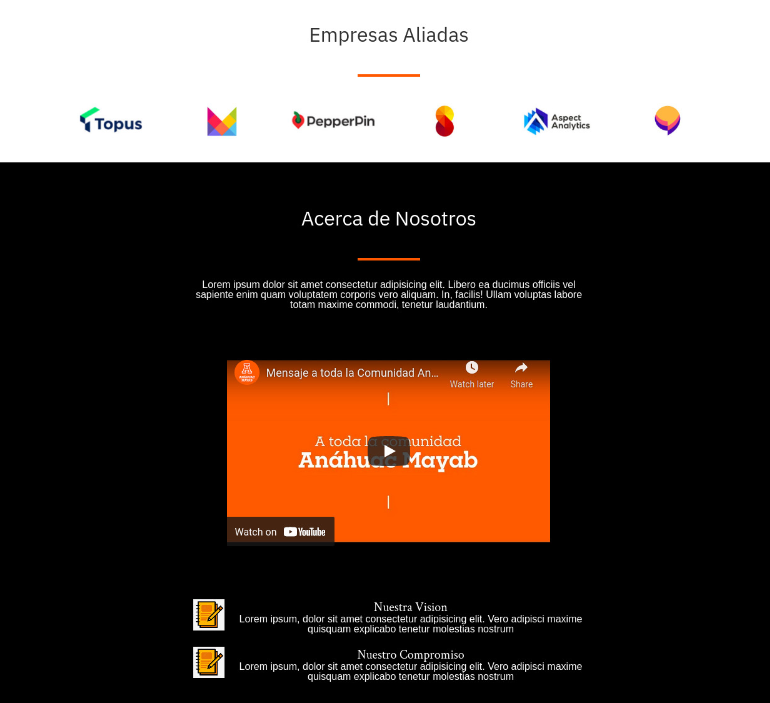 Empresas Aliadas
Topus
PepperPin
Aspect
Analytics
Acerca de Nosotros
Lorem ipsum dolor sit amet consectetur adipisicing elit. Libero ea ducimus officiis vel
sapiente enim quam voluptatem corporis vero aliquam. In, facilis! Ullam voluptas labore
totam maxime commodi, tenetur laudantium.
Mensaje a toda la Comunidad An...
Watch later
Share
A toda la comunidad
Anáhuac Mayab
Watch on YouTube
Nuestra Vision
Lorem ipsum, dolor sit amet consectetur adipisicing elit. Vero adipisci maxime
quisquam explicabo tenetur molestias nostrum
Nuestro Compromiso
Lorem ipsum, dolor sit amet consectetur adipisicing elit. Vero adipisci maxime
quisquam explicabo tenetur molestias nostrum